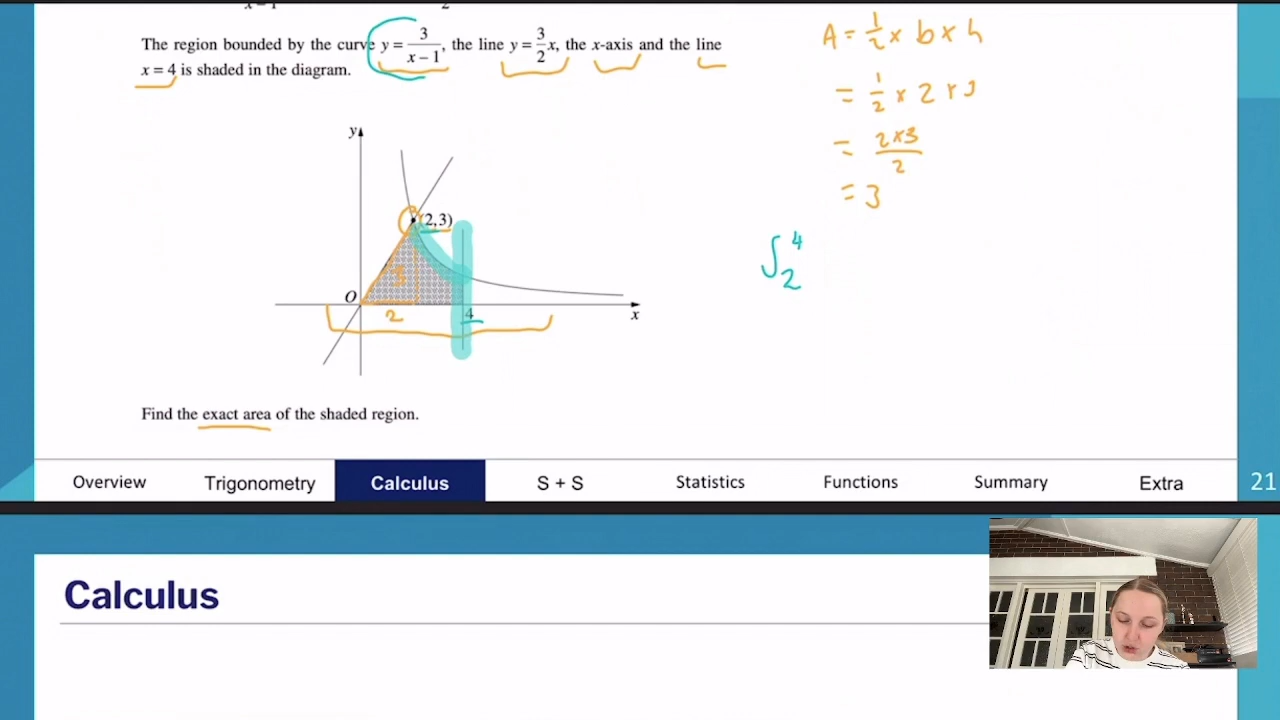 The region bounded by the curve y = 3/(x − 1), the line y = 3/2 x, the x-axis and the line
x = 4 is shaded in the diagram.
A = 1/2 × b × h
= 1/2 × 2 × 3
= 2×3/2
= 3
y
(2,3)
3
∫₂⁴
O
2
4
x
Find the exact area of the shaded region.
Overview Trigonometry Calculus S + S Statistics Functions Summary Extra 21
Calculus